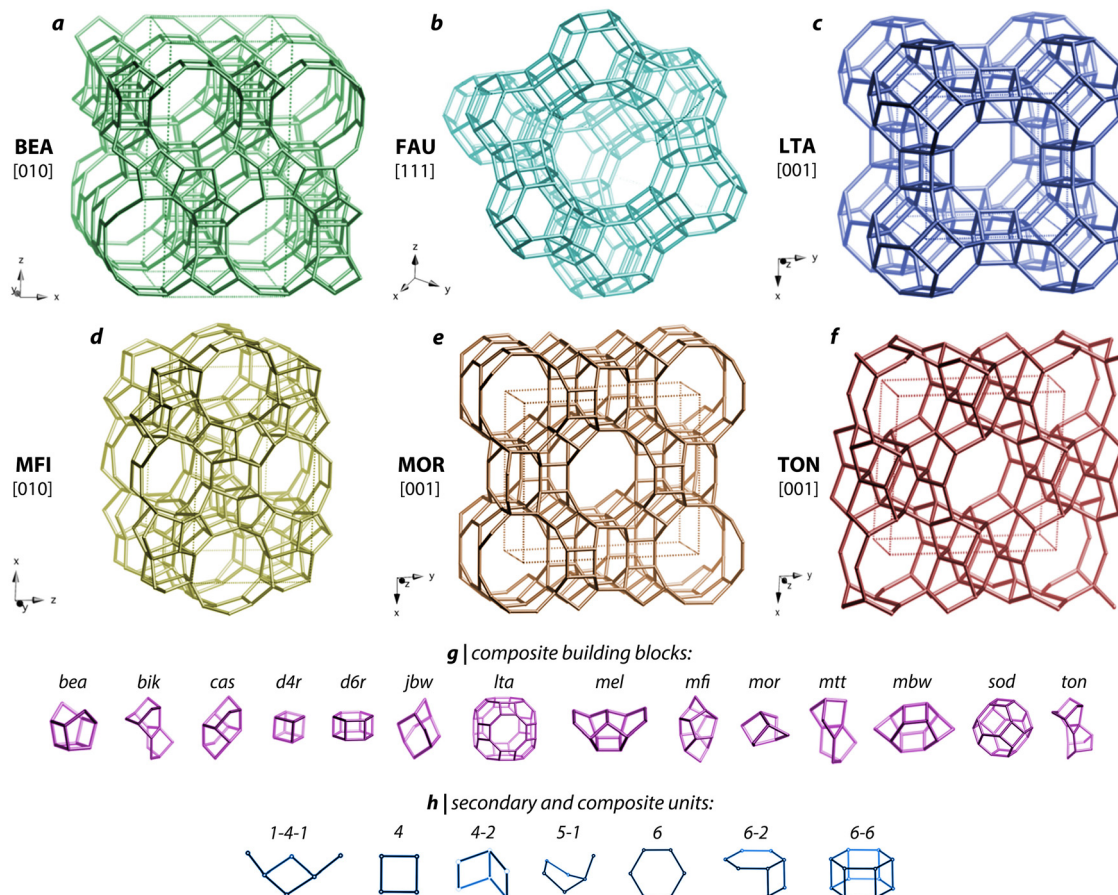 a
b
c
BEA
[010]
FAU
[111]
LTA
[001]
z
y
x
z
x
y
z
y
x
d
e
f
MFI
[010]
MOR
[001]
TON
[001]
x
z
y
z
y
x
z
y
x
g | composite building blocks:
bea bik cas d4r d6r jbw lta mel mfi mor mtt mbw sod ton
h | secondary and composite units:
1-4-1 4 4-2 5-1 6 6-2 6-6